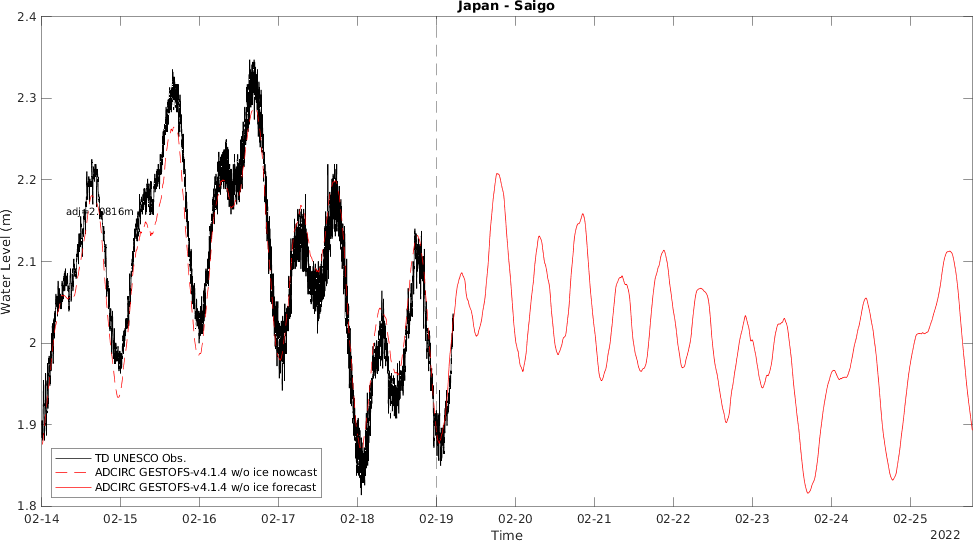 Japan - Saigo
2.4
2.3
2.2
2.1
2
1.9
1.8
Water Level (m)
adj=2.0816m
TD UNESCO Obs.
ADCIRC GESTOFS-v4.1.4 w/o ice nowcast
ADCIRC GESTOFS-v4.1.4 w/o ice forecast
02-14 02-15 02-16 02-17 02-18 02-19 02-20 02-21 02-22 02-23 02-24 02-25
Time
2022